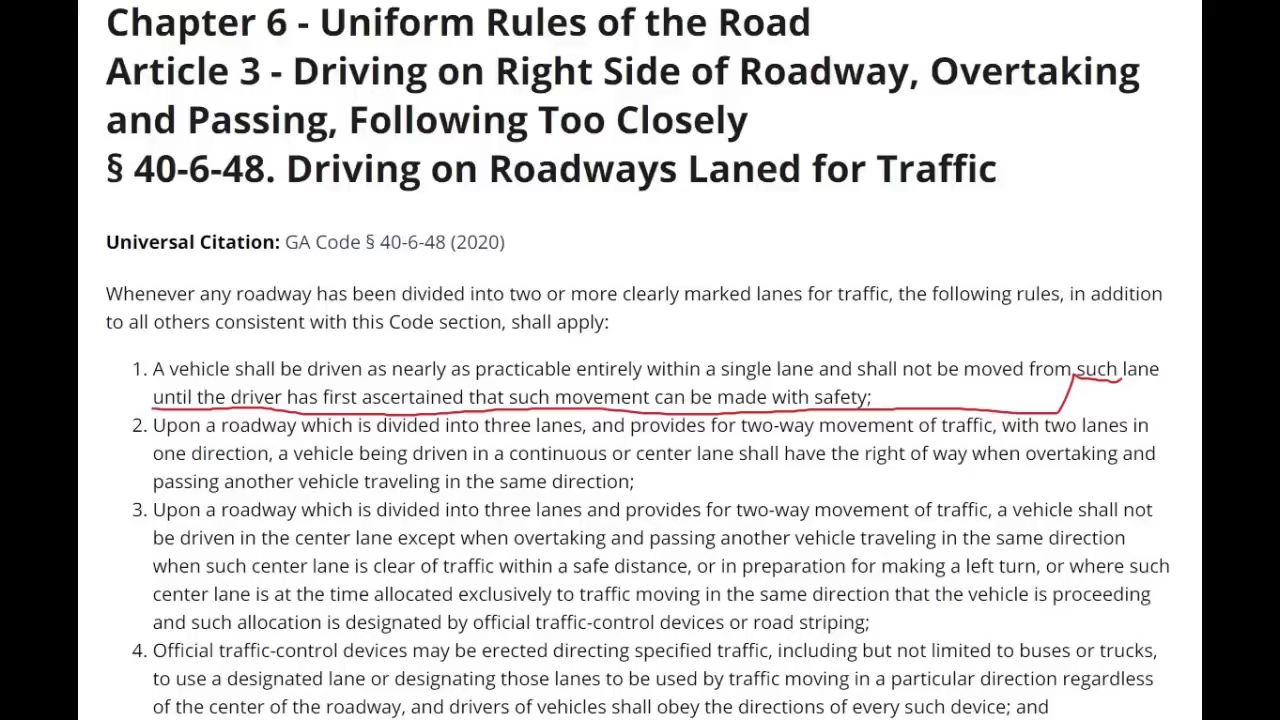 Chapter 6 - Uniform Rules of the Road
Article 3 - Driving on Right Side of Roadway, Overtaking
and Passing, Following Too Closely
§ 40-6-48. Driving on Roadways Laned for Traffic
Universal Citation: GA Code § 40-6-48 (2020)
Whenever any roadway has been divided into two or more clearly marked lanes for traffic, the following rules, in addition
to all others consistent with this Code section, shall apply:
1. A vehicle shall be driven as nearly as practicable entirely within a single lane and shall not be moved from such lane
until the driver has first ascertained that such movement can be made with safety;
2. Upon a roadway which is divided into three lanes, and provides for two-way movement of traffic, with two lanes in
one direction, a vehicle being driven in a continuous or center lane shall have the right of way when overtaking and
passing another vehicle traveling in the same direction;
3. Upon a roadway which is divided into three lanes and provides for two-way movement of traffic, a vehicle shall not
be driven in the center lane except when overtaking and passing another vehicle traveling in the same direction
when such center lane is clear of traffic within a safe distance, or in preparation for making a left turn, or where such
center lane is at the time allocated exclusively to traffic moving in the same direction that the vehicle is proceeding
and such allocation is designated by official traffic-control devices or road striping;
4. Official traffic-control devices may be erected directing specified traffic, including but not limited to buses or trucks,
to use a designated lane or designating those lanes to be used by traffic moving in a particular direction regardless
of the center of the roadway, and drivers of vehicles shall obey the directions of every such device; and